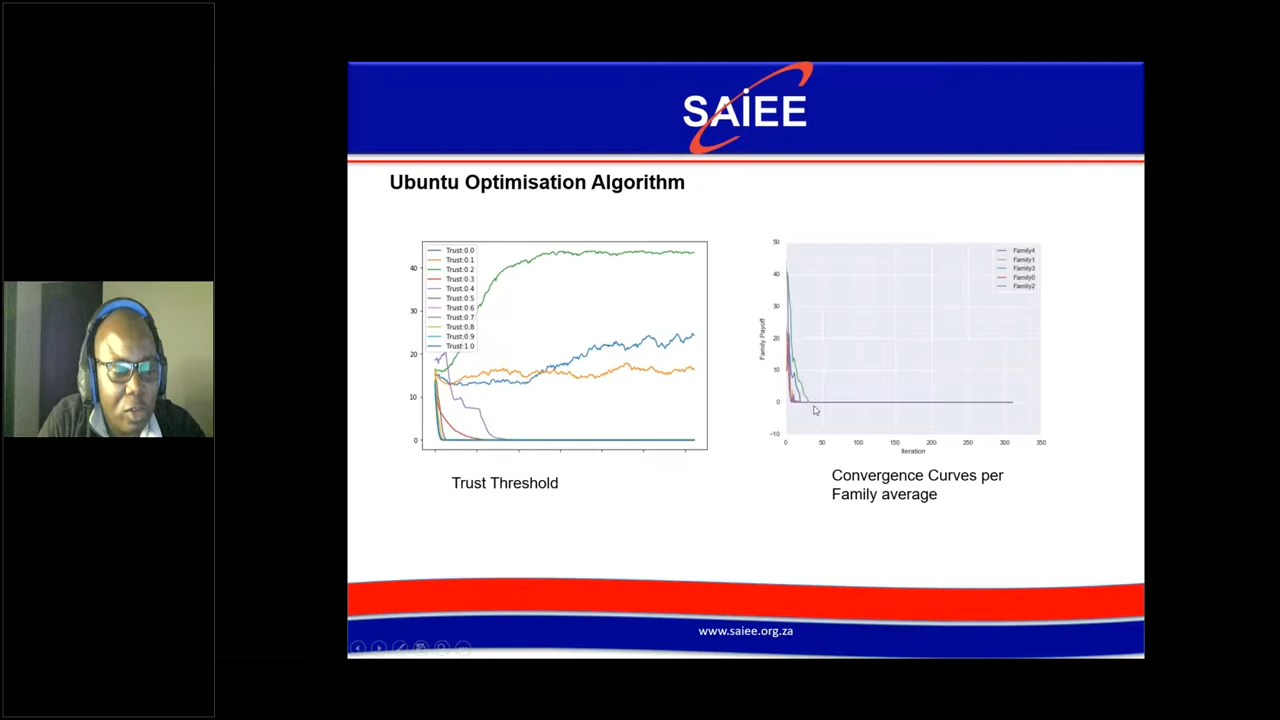 SAIEE
Ubuntu Optimisation Algorithm
Trust:0.0
Trust:0.1
Trust:0.2
Trust:0.3
Trust:0.4
Trust:0.5
Trust:0.6
Trust:0.7
Trust:0.8
Trust:0.9
Trust:1.0
40
30
20
10
0
Trust Threshold
Family4
Family1
Family3
Family0
Family2
50
40
30
20
10
0
-10
Family Payoff
0 50 100 150 200 250 300 350
Iteration
Convergence Curves per
Family average
www.saiee.org.za